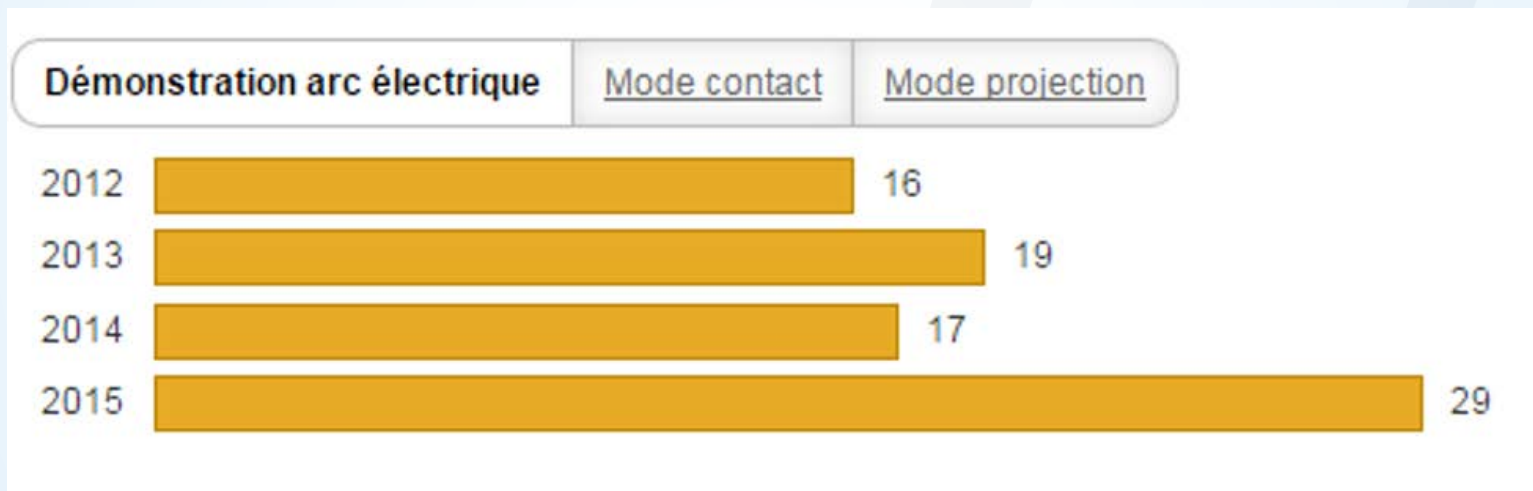 Démonstration arc électrique Mode contact Mode projection
2012 16
2013 19
2014 17
2015 29